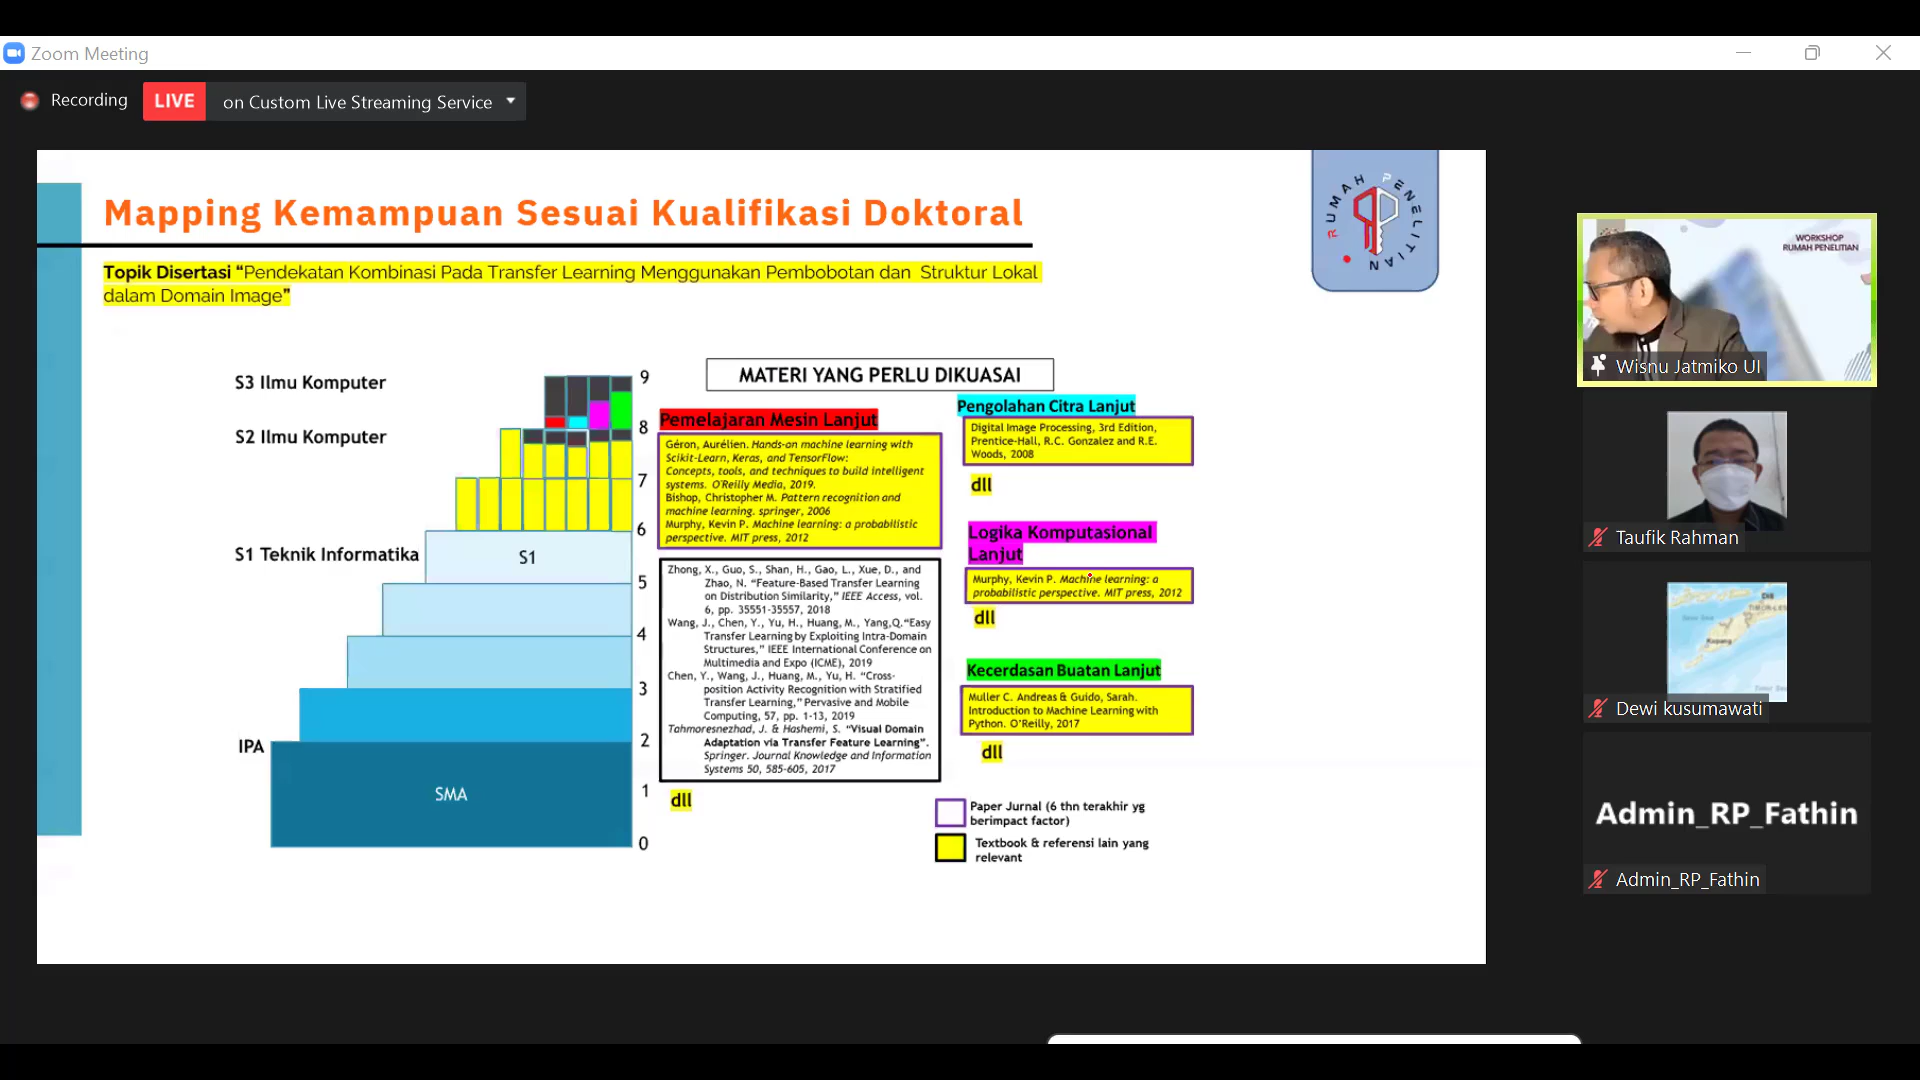 Zoom Meeting
Recording
LIVE
on Custom Live Streaming Service
Mapping Kemampuan Sesuai Kualifikasi Doktoral
RUMAH PENELITIAN
Topik Disertasi “Pendekatan Kombinasi Pada Transfer Learning Menggunakan Pembobotan dan Struktur Lokal
dalam Domain Image”
S3 Ilmu Komputer
S2 Ilmu Komputer
S1 Teknik Informatika
IPA
S1
SMA
9
8
7
6
5
4
3
2
1
0
MATERI YANG PERLU DIKUASAI
Pemelajaran Mesin Lanjut
Géron, Aurélien. Hands-on machine learning with
Scikit-Learn, Keras, and TensorFlow:
Concepts, tools, and techniques to build intelligent
systems. O'Reilly Media, 2019.
Bishop, Christopher M. Pattern recognition and
machine learning. springer, 2006
Murphy, Kevin P. Machine learning: a probabilistic
perspective. MIT press, 2012
Zhong, X., Guo, S., Shan, H., Gao, L., Xue, D., and
Zhao, N. “Feature-Based Transfer Learning
on Distribution Similarity,” IEEE Access, vol.
6, pp. 35551-35557, 2018
Wang, J., Chen, Y., Yu, H., Huang, M., Yang,Q.“Easy
Transfer Learning by Exploiting Intra-Domain
Structures,” IEEE International Conference on
Multimedia and Expo (ICME), 2019
Chen, Y., Wang, J., Huang, M., Yu, H. “Cross-
position Activity Recognition with Stratified
Transfer Learning,” Pervasive and Mobile
Computing, 57, pp. 1-13, 2019
Tahmoresnezhad, J. & Hashemi, S. “Visual Domain
Adaptation via Transfer Feature Learning”.
Springer. Journal Knowledge and Information
Systems 50, 585-605, 2017
dll
Pengolahan Citra Lanjut
Digital Image Processing, 3rd Edition,
Prentice-Hall, R.C. Gonzalez and R.E.
Woods, 2008
dll
Logika Komputasional
Lanjut
Murphy, Kevin P. Machine learning: a
probabilistic perspective. MIT press, 2012
dll
Kecerdasan Buatan Lanjut
Muller C. Andreas & Guido, Sarah.
Introduction to Machine Learning with
Python. O’Reilly, 2017
dll
Paper Jurnal (6 thn terakhir yg
berimpact factor)
Textbook & referensi lain yang
relevant
WORKSHOP
RUMAH PENELITIAN
Wisnu Jatmiko UI
Taufik Rahman
Dili
TIMOR-LES
Kupang
Dewi kusumawati
Admin_RP_Fathin
Admin_RP_Fathin